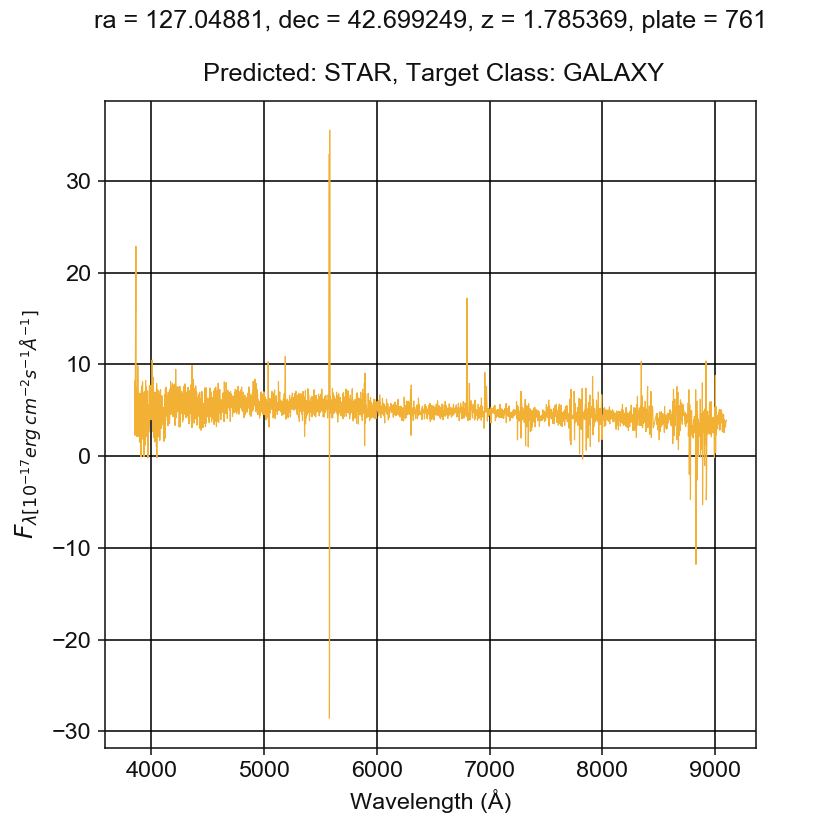 ra = 127.04881, dec = 42.699249, z = 1.785369, plate = 761
Predicted: STAR, Target Class: GALAXY
30
20
10
0
−10
−20
−30
F_{λ[10^{−17}erg cm^{−2}s^{−1}Å^{−1}]}
4000 5000 6000 7000 8000 9000
Wavelength (Å)